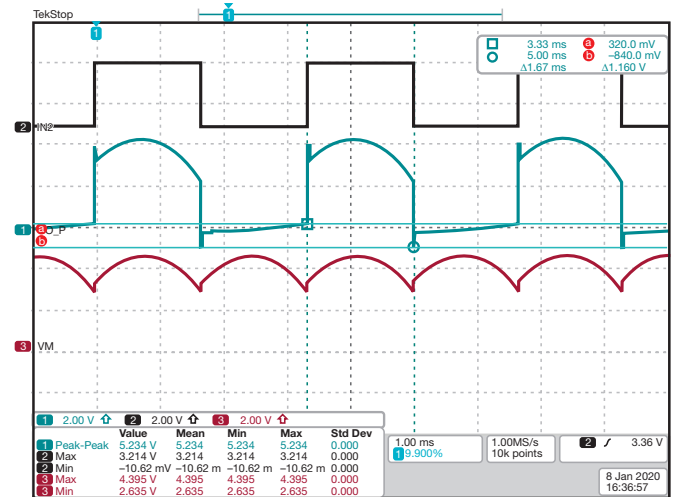 TekStop
1
1
3.33 ms a 320.0 mV
5.00 ms b −840.0 mV
Δ1.67 ms Δ1.160 V
2 IN2
1 a O_P
b
3 VM
1 2.00 V 2 2.00 V 3 2.00 V
Value Mean Min Max Std Dev
1 Peak-Peak 5.234 V 5.234 5.234 5.234 0.000
2 Max 3.214 V 3.214 3.214 3.214 0.000
2 Min −10.62 mV −10.62 m −10.62 m −10.62 m 0.000
3 Max 4.395 V 4.395 4.395 4.395 0.000
3 Min 2.635 V 2.635 2.635 2.635 0.000
1.00 ms
1 9.900%
1.00MS/s
10k points
2 3.36 V
8 Jan 2020
16:36:57